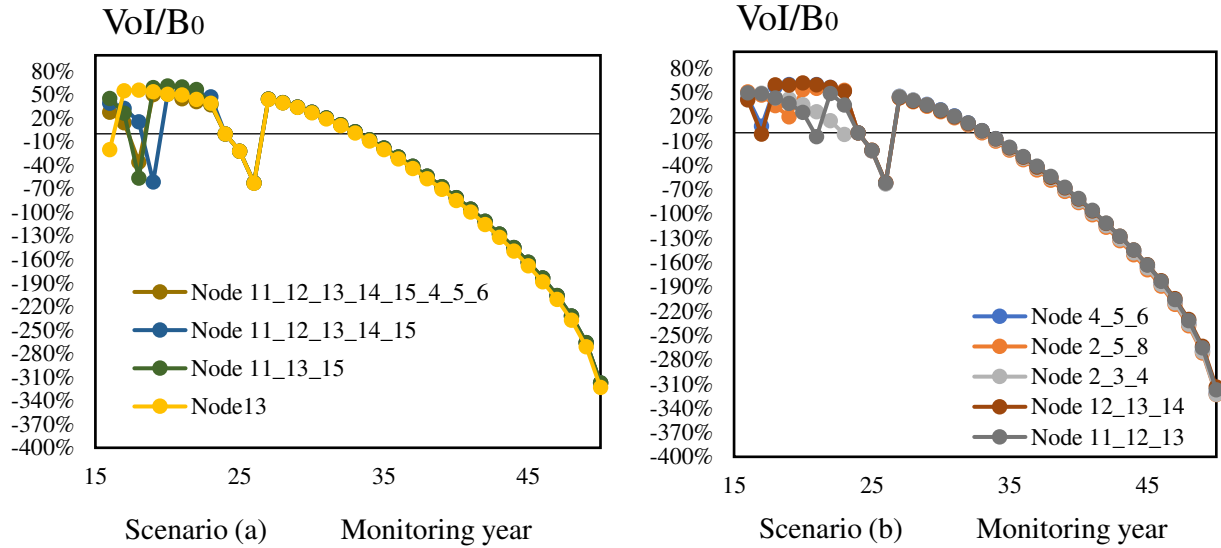 VoI/B0
80%
50%
20%
-10%
-40%
-70%
-100%
-130%
-160%
-190%
-220%
-250%
-280%
-310%
-340%
-370%
-400%
Node 11_12_13_14_15_4_5_6
Node 11_12_13_14_15
Node 11_13_15
Node13
15 25 35 45
Scenario (a) Monitoring year
VoI/B0
80%
50%
20%
-10%
-40%
-70%
-100%
-130%
-160%
-190%
-220%
-250%
-280%
-310%
-340%
-370%
-400%
Node 4_5_6
Node 2_5_8
Node 2_3_4
Node 12_13_14
Node 11_12_13
15 25 35 45
Scenario (b) Monitoring year